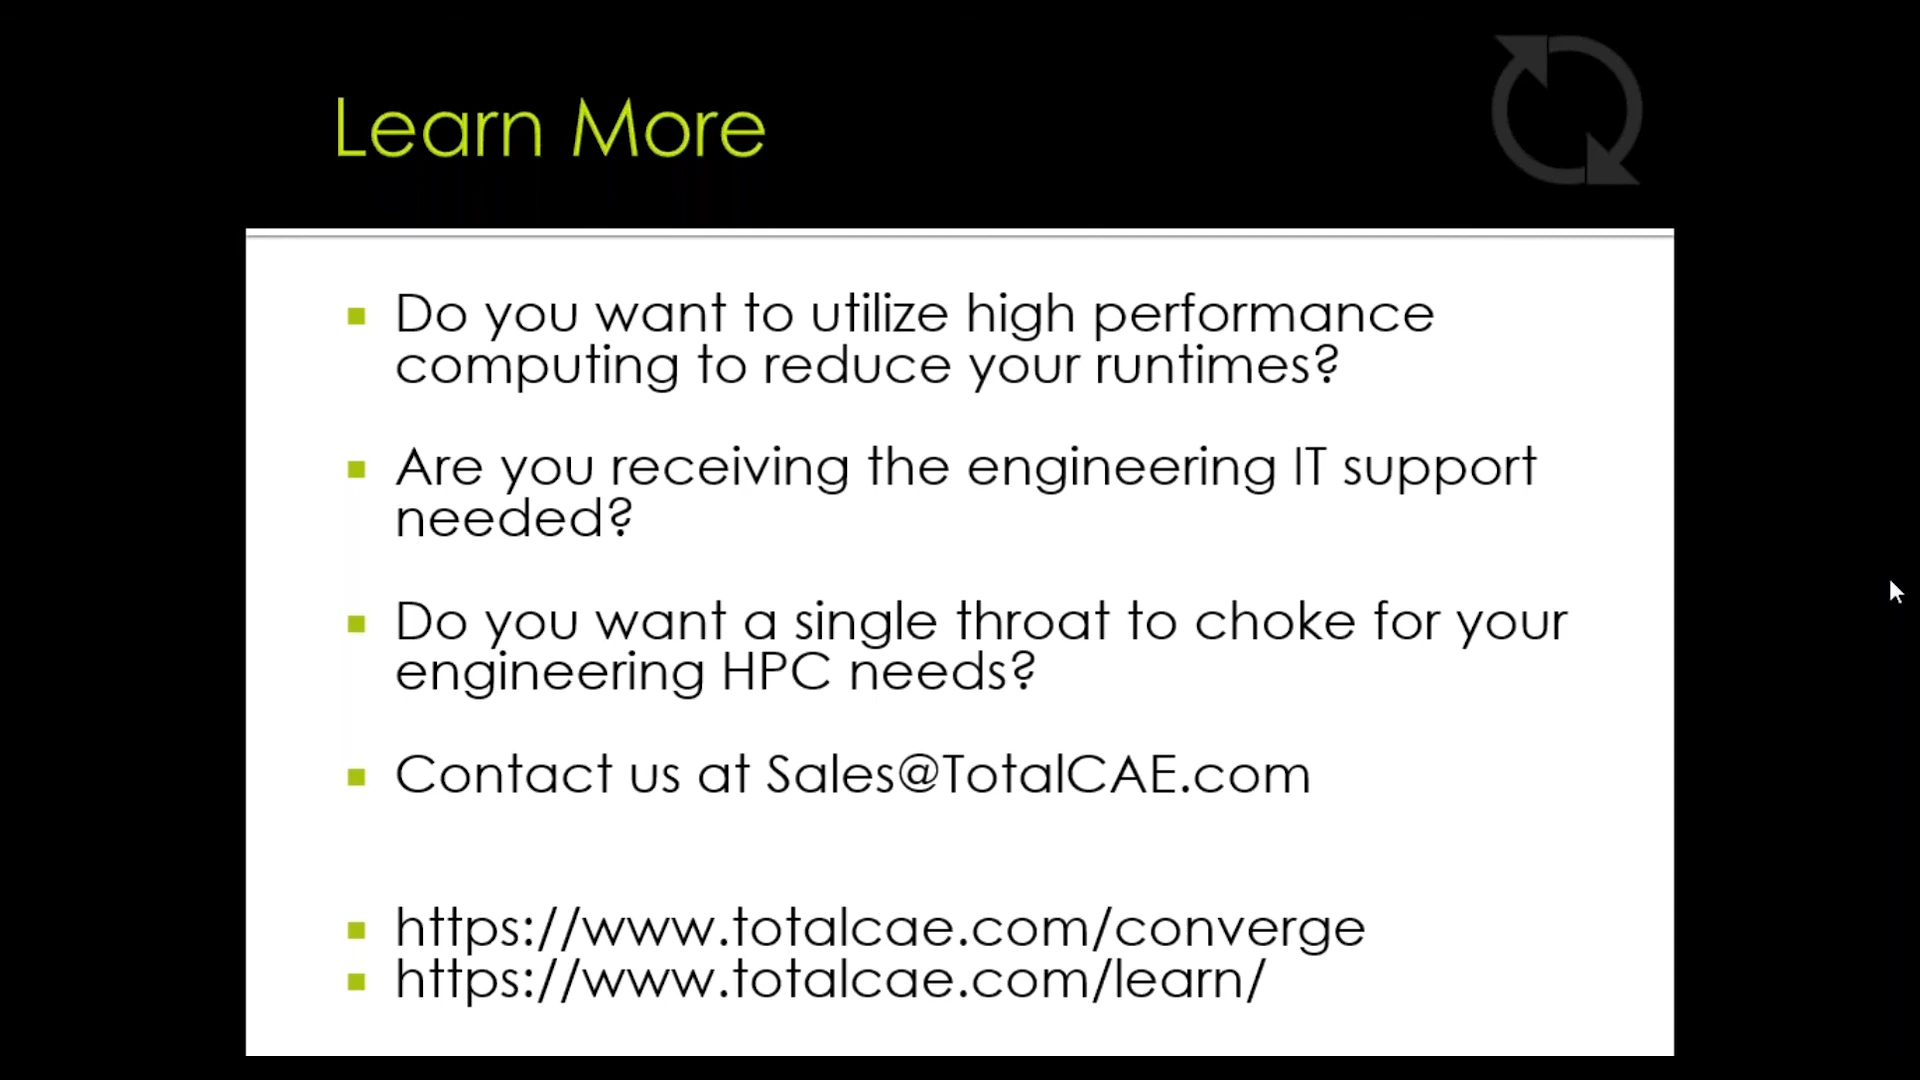 Learn More
Do you want to utilize high performance
computing to reduce your runtimes?
Are you receiving the engineering IT support
needed?
Do you want a single throat to choke for your
engineering HPC needs?
Contact us at Sales@TotalCAE.com
https://www.totalcae.com/converge
https://www.totalcae.com/learn/